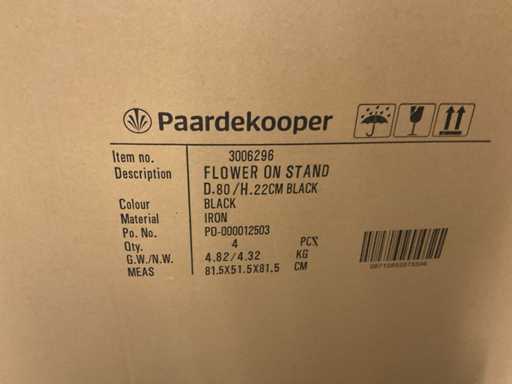 Paardekooper
Item no. 3006296
Description FLOWER ON STAND
D.80/H.22CM BLACK
Colour BLACK
Material IRON
Po. No. PO-000012503
Qty. 4 PCS
G.W./N.W. 4.82/4.32 KG
MEAS 81.5X51.5X81.5 CM